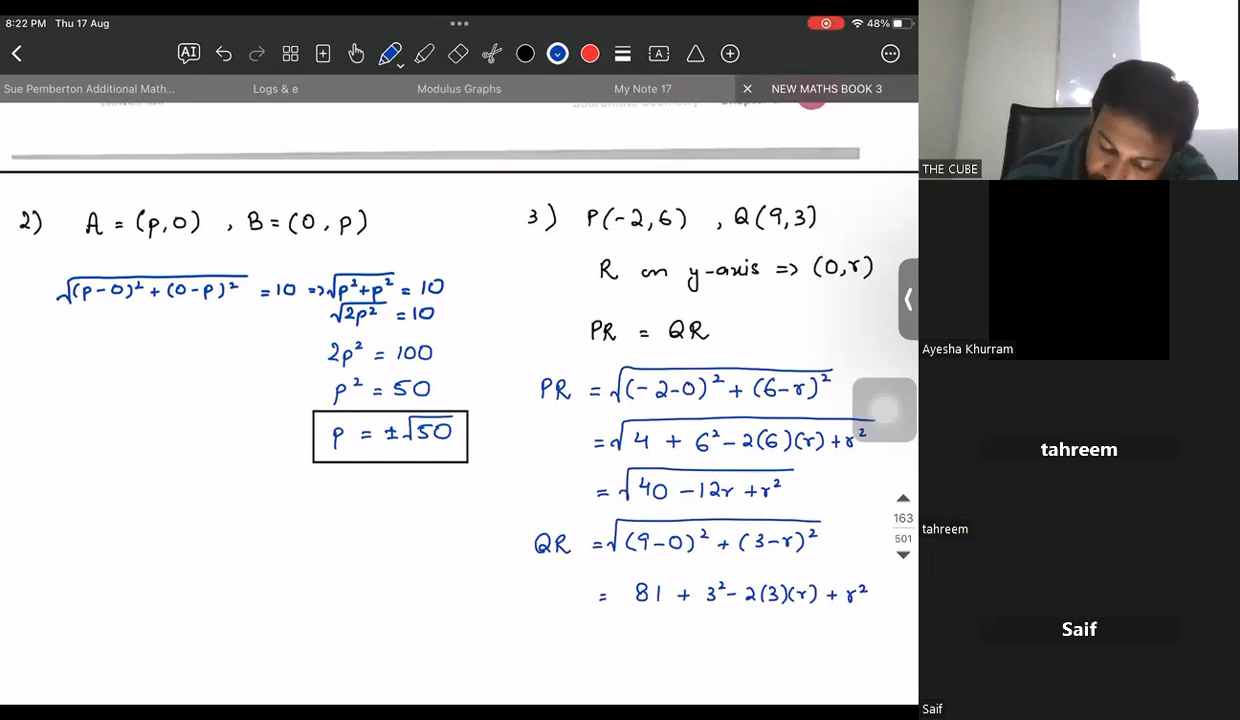 8:22 PM Thu 17 Aug
48%
AI
A
Sue Pemberton Additional Math...
Logs & e
Modulus Graphs
My Note 17
NEW MATHS BOOK 3
2) A = (p,0) , B = (0, p)
√((p-0)² + (0-p)²) = 10 => √(p²+p²) = 10
√(2p²) = 10
2p² = 100
p² = 50
p = ±√50
3) P(-2,6) , Q(9,3)
R on y-axis => (0,r)
PR = QR
PR = √((-2-0)² + (6-r)²)
= √(4 + 6² - 2(6)(r) + r²)
= √(40 - 12r + r²)
QR = √((9-0)² + (3-r)²)
= 81 + 3² - 2(3)(r) + r²
163
501
THE CUBE
Ayesha Khurram
tahreem
tahreem
Saif
Saif